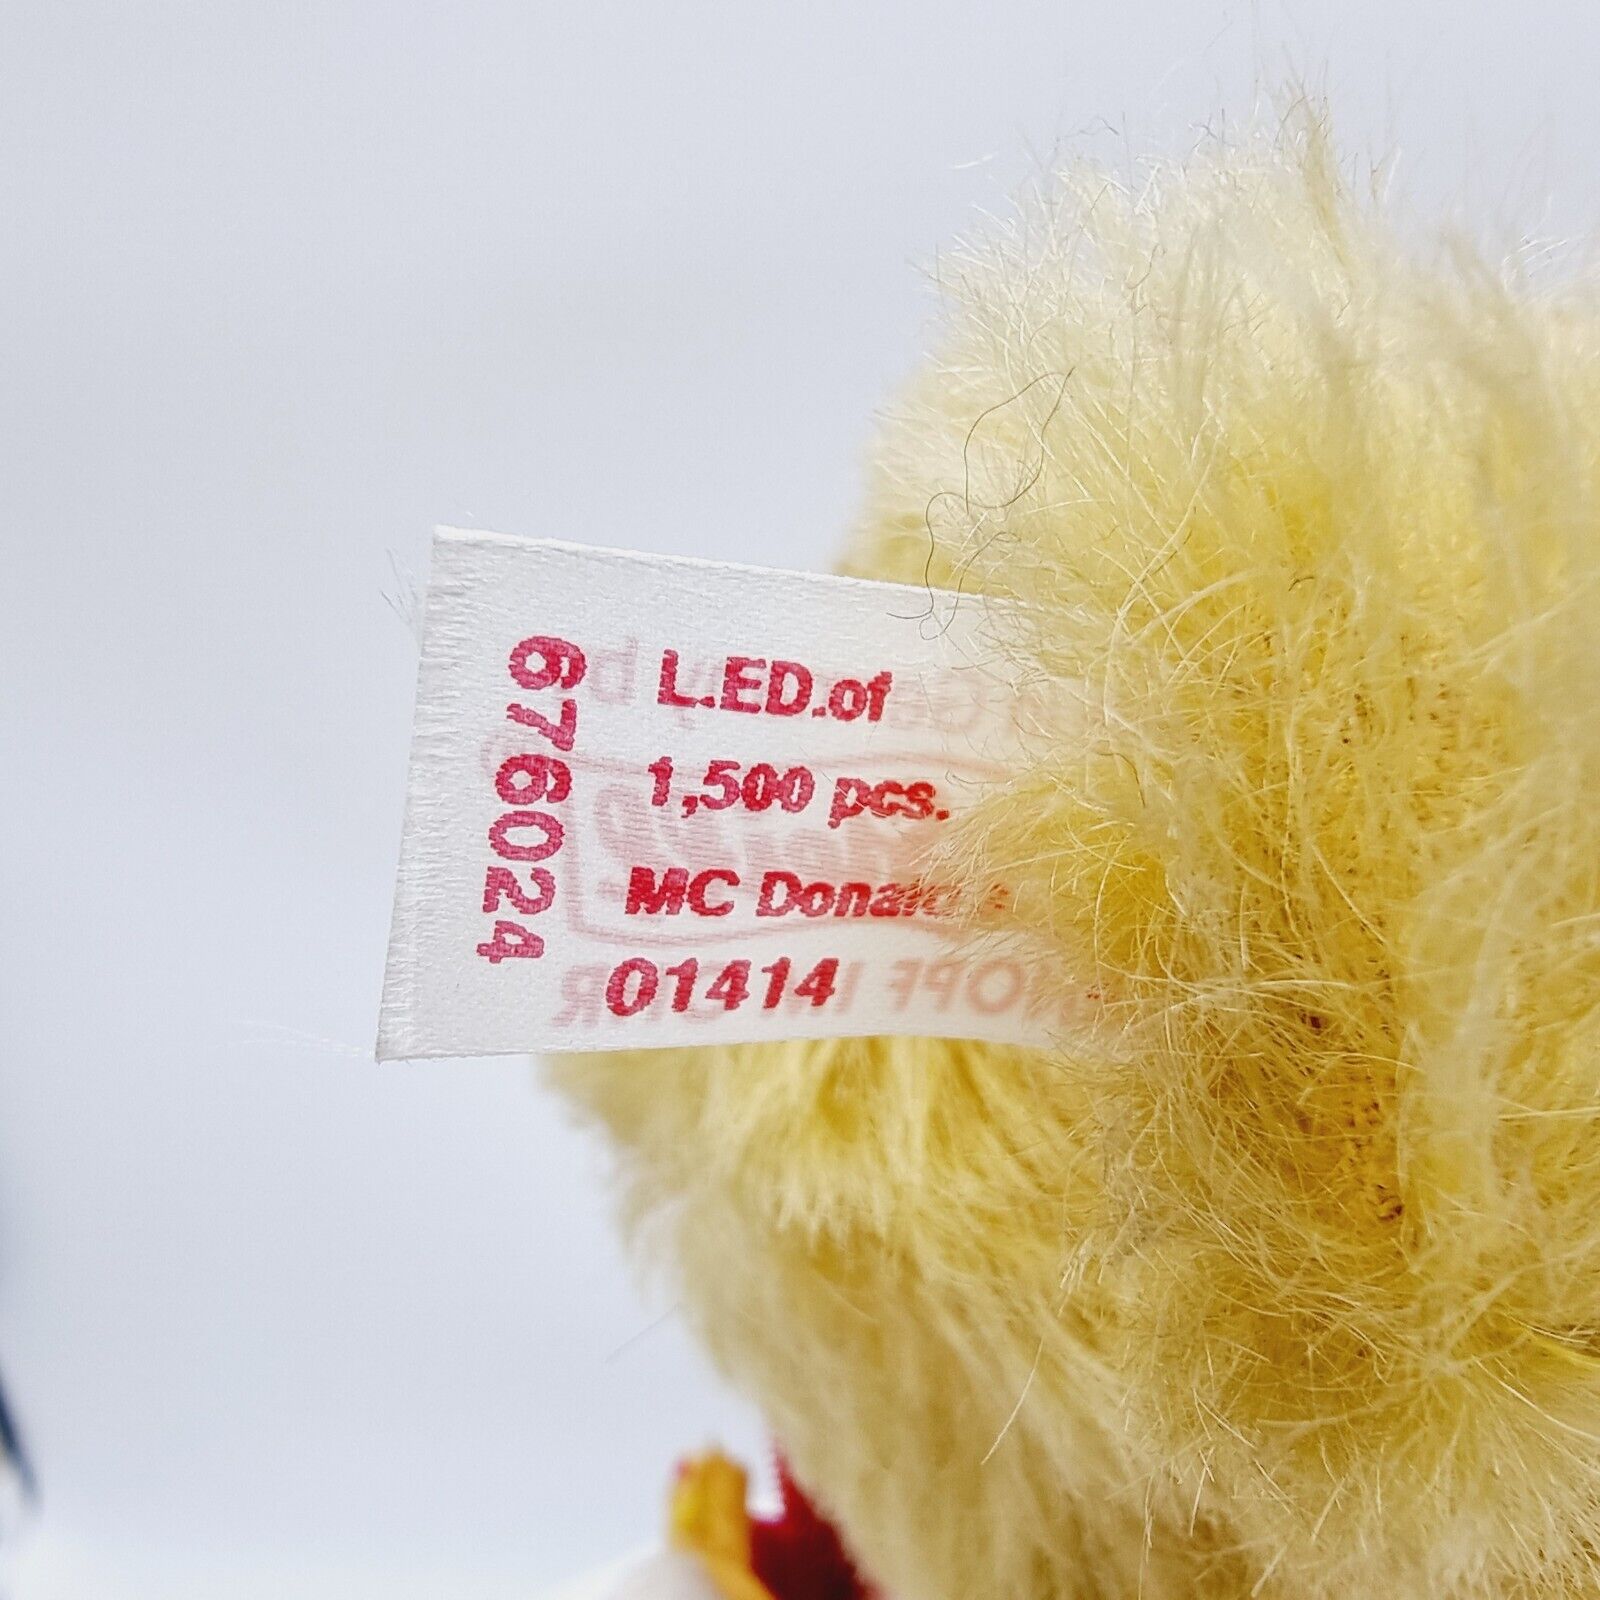 L.ED.of
1,500 pcs.
MC Donald's
01414
676024